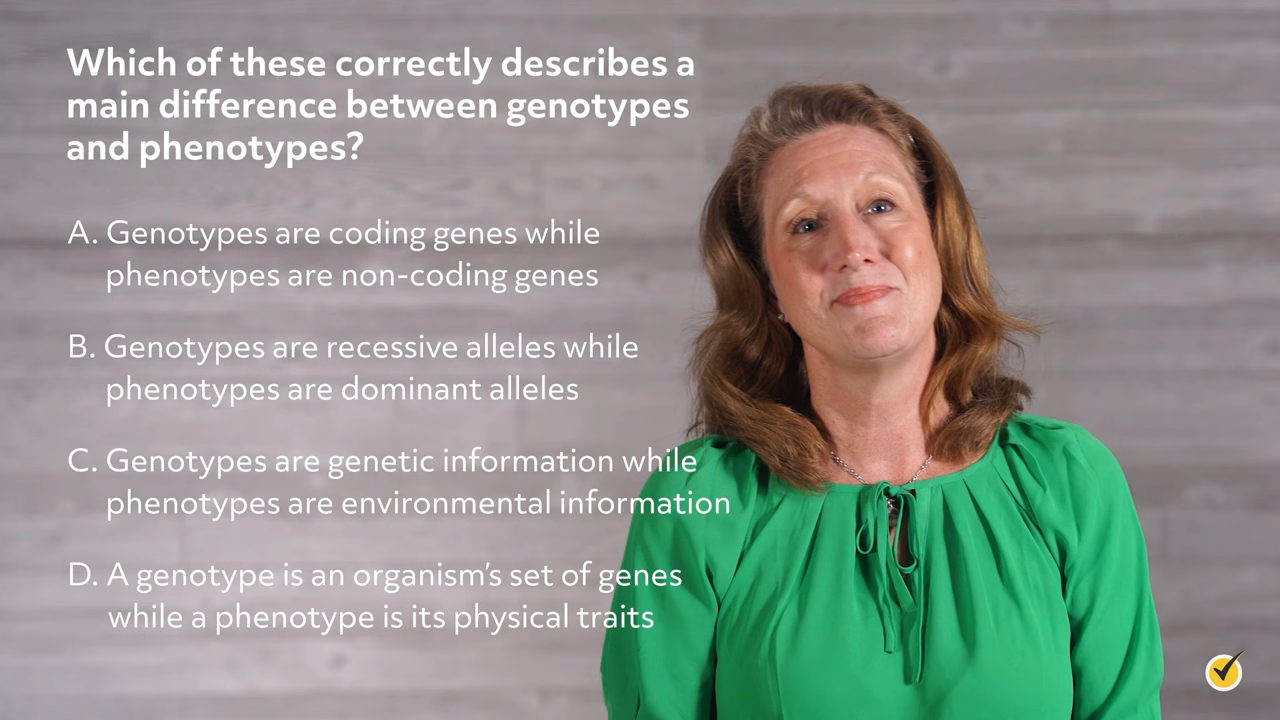 Which of these correctly describes a
main difference between genotypes
and phenotypes?
A. Genotypes are coding genes while
phenotypes are non-coding genes
B. Genotypes are recessive alleles while
phenotypes are dominant alleles
C. Genotypes are genetic information while
phenotypes are environmental information
D. A genotype is an organism's set of genes
while a phenotype is its physical traits